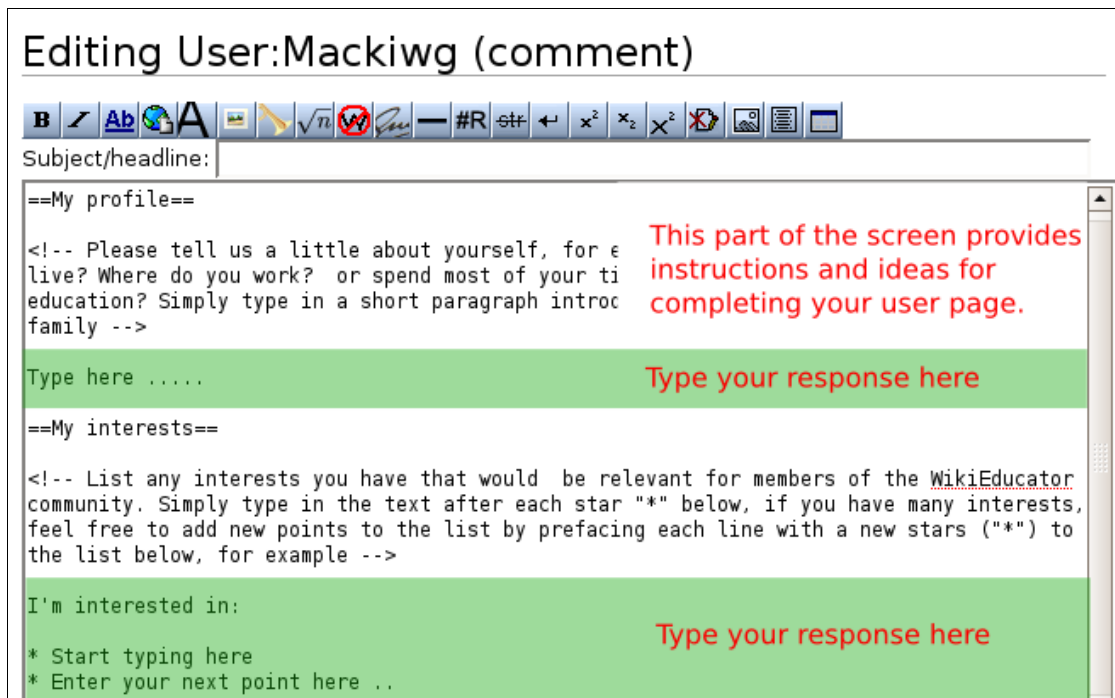 Editing User:Mackiwg (comment)
B I Ab A √n W #R str x² x₂ x²
Subject/headline:
==My profile==
<!-- Please tell us a little about yourself, for
This part of the screen provides
live? Where do you work?  or spend most of your
instructions and ideas for
education? Simply type in a short paragraph
completing your user page.
family -->
Type here .....
Type your response here
==My interests==
<!-- List any interests you have that would  be relevant for members of the WikiEducator
community. Simply type in the text after each star "*" below, if you have many interests,
feel free to add new points to the list by prefacing each line with a new stars ("*") to
the list below, for example -->
I'm interested in:
Type your response here
* Start typing here
* Enter your next point here ..